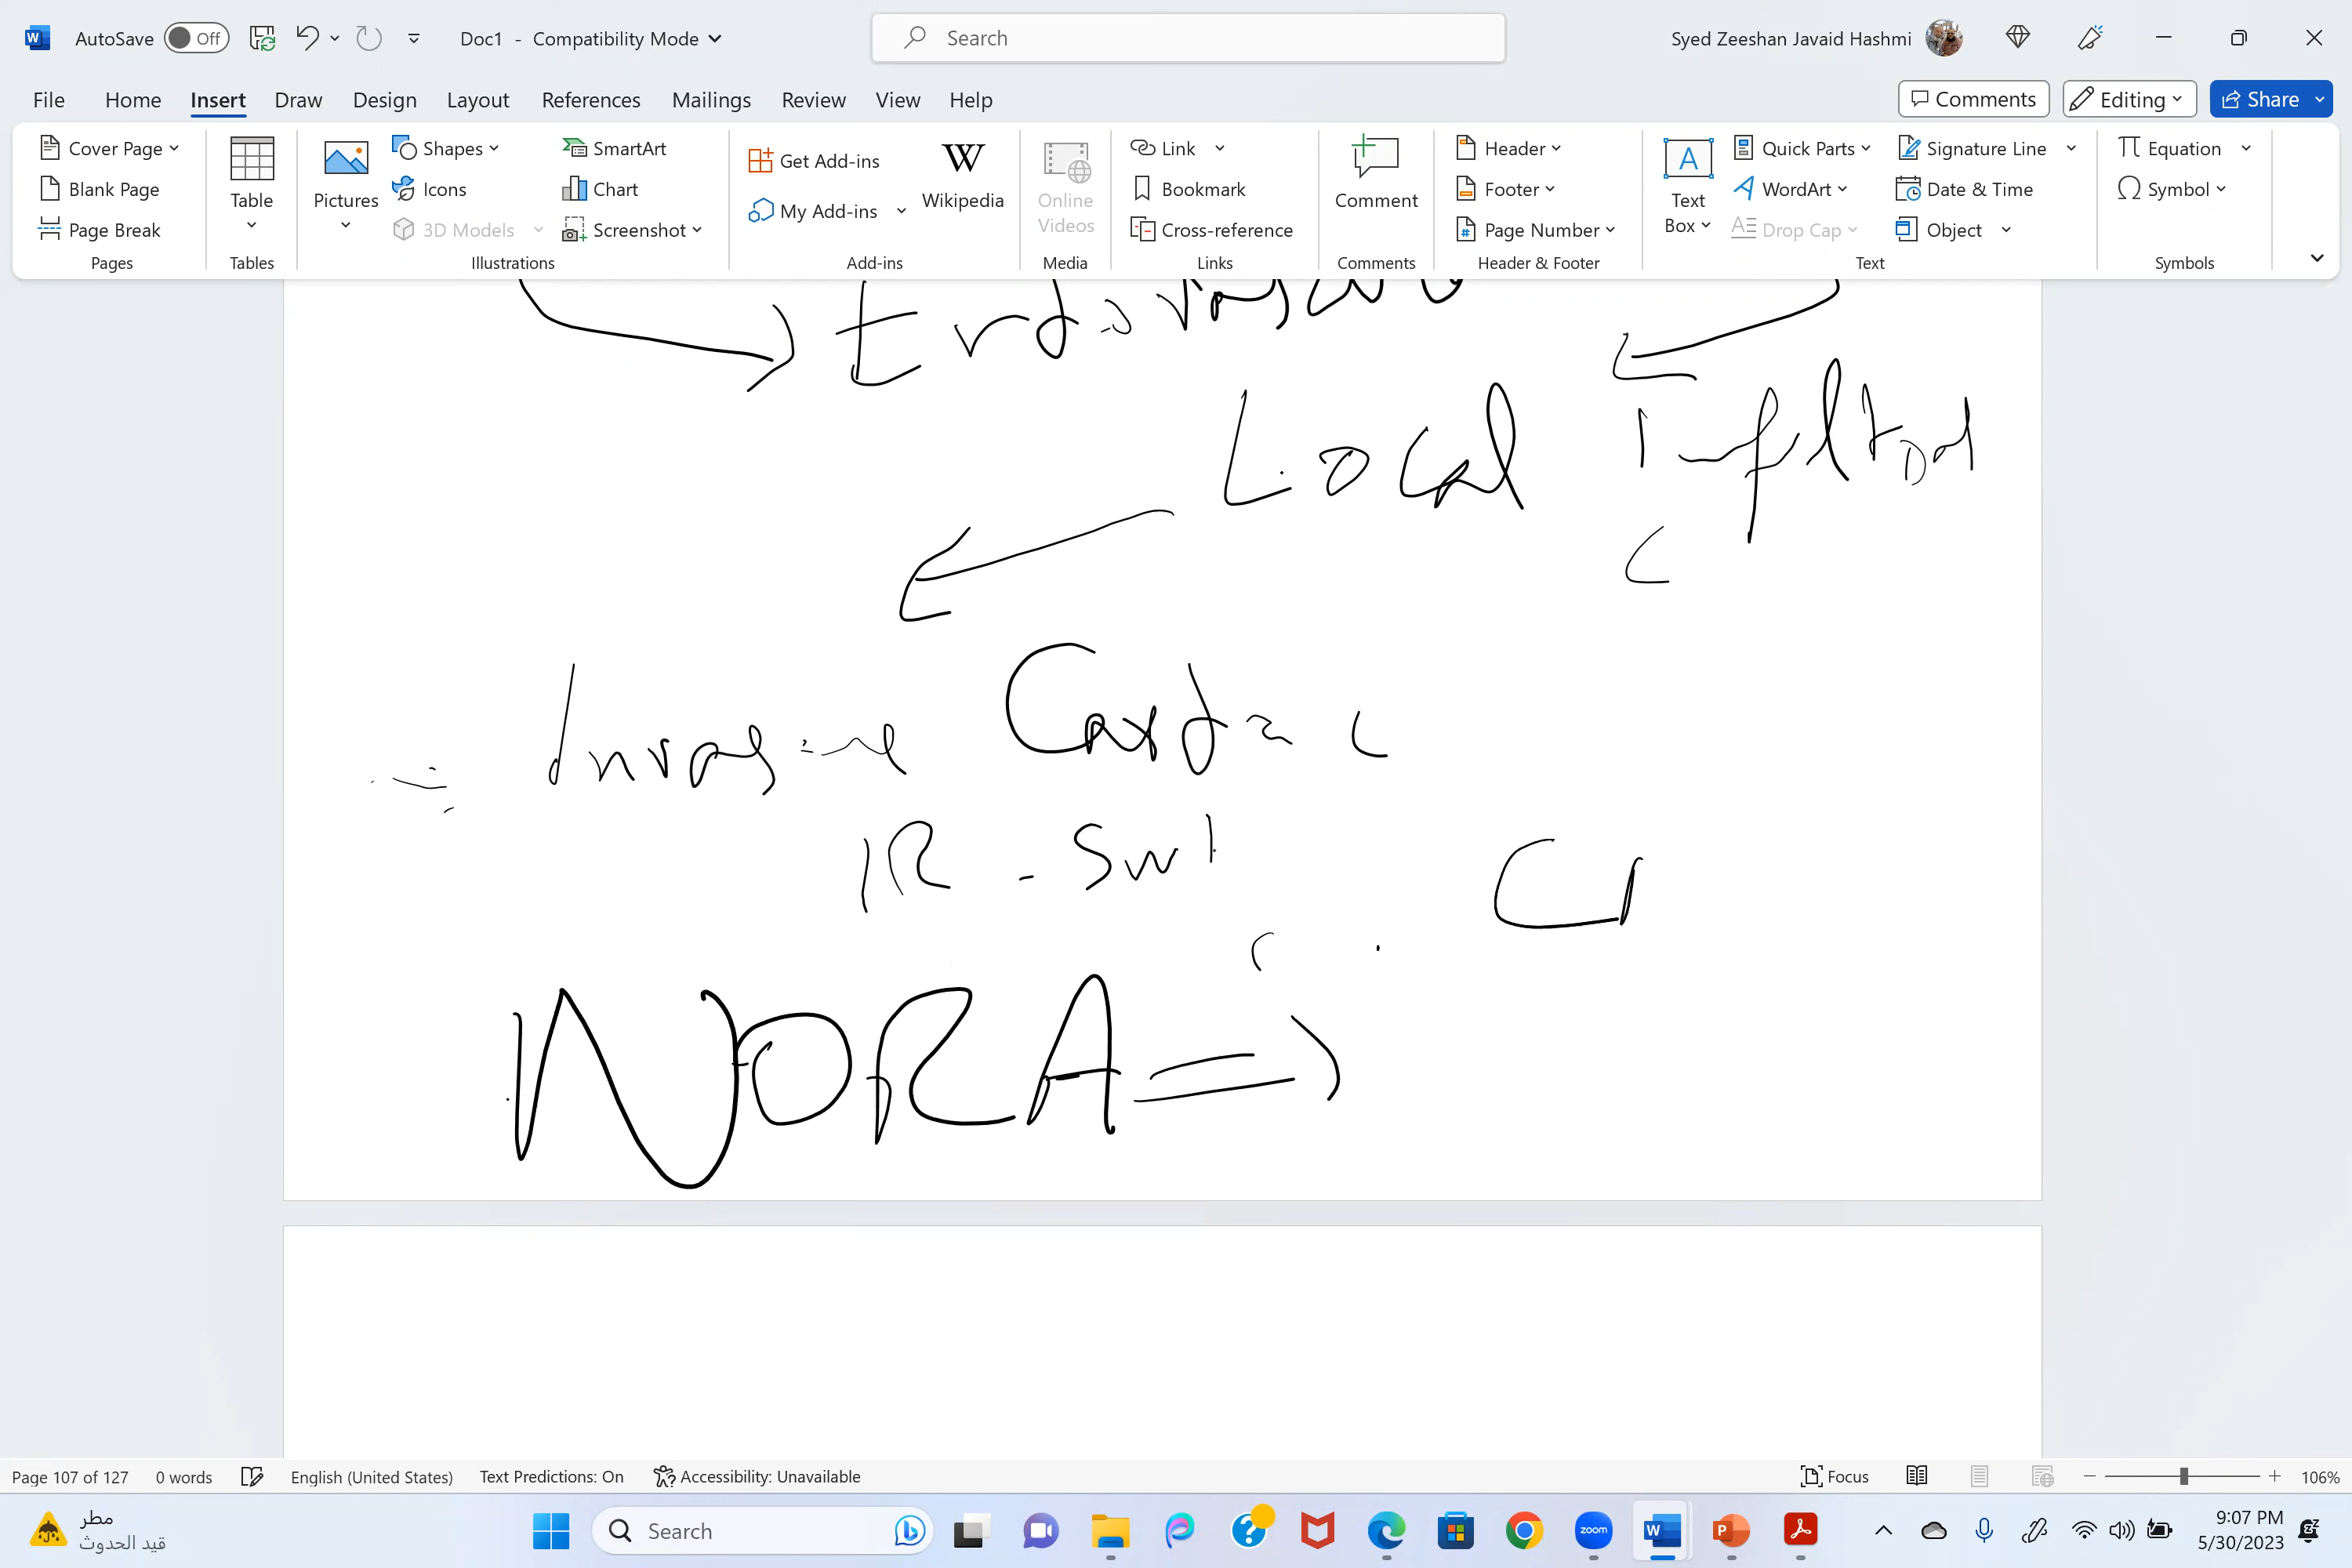 AutoSave Off Doc1 - Compatibility Mode Search Syed Zeeshan Javaid Hashmi
File Home Insert Draw Design Layout References Mailings Review View Help Comments Editing Share
Cover Page
Blank Page
Page Break
Pages
Table
Tables
Pictures
Shapes
Icons
3D Models
SmartArt
Chart
Screenshot
Illustrations
Get Add-ins
My Add-ins
Wikipedia
Add-ins
Online
Videos
Media
Link
Bookmark
Cross-reference
Links
Comment
Comments
Header
Footer
Page Number
Header & Footer
A
Text
Box
Quick Parts
WordArt
Drop Cap
Signature Line
Date & Time
Object
Text
Equation
Symbol
Symbols
Local
Cardiac
IR
NORA
Page 107 of 127 0 words English (United States) Text Predictions: On Accessibility: Unavailable Focus 106%
مطر
قيد الحدوث
Search
zoom
9:07 PM
5/30/2023